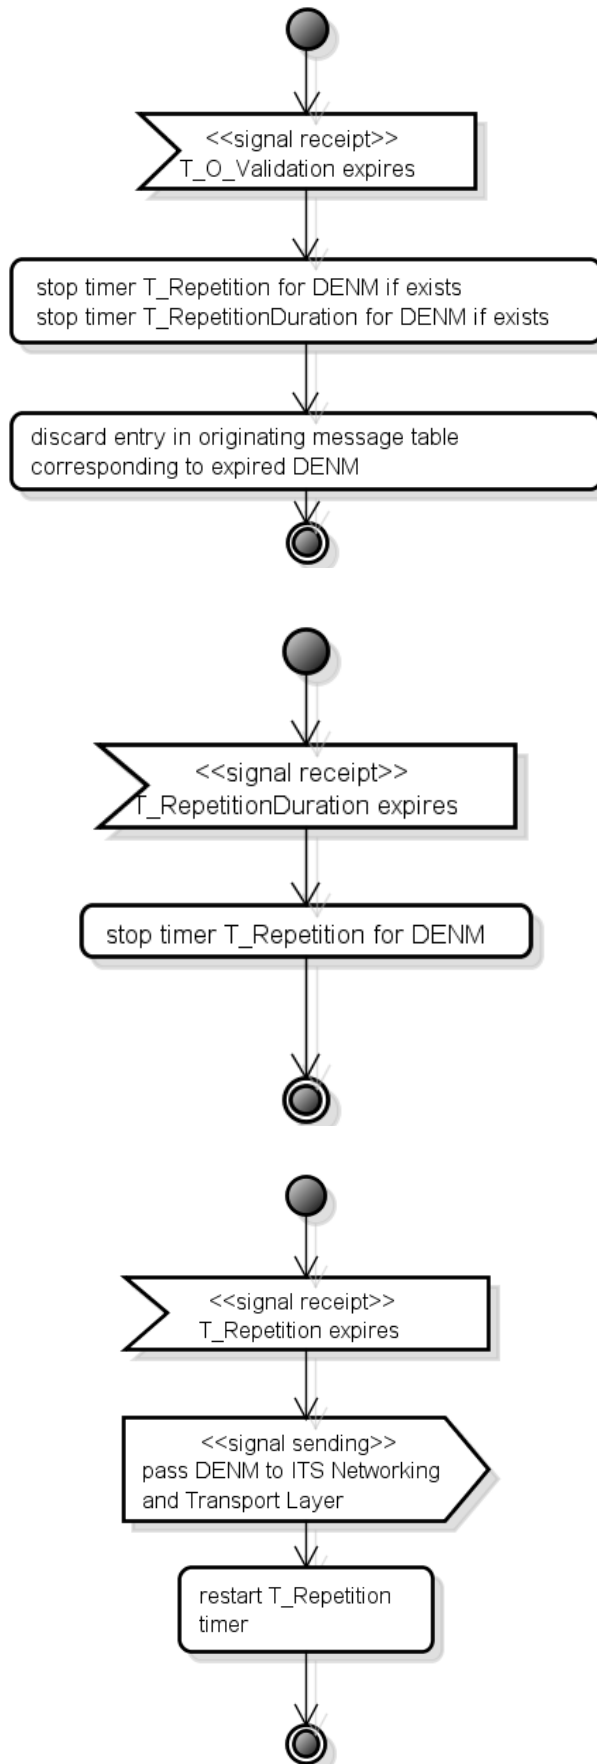 <<signal receipt>>
T_O_Validation expires
stop timer T_Repetition for DENM if exists
stop timer T_RepetitionDuration for DENM if exists
discard entry in originating message table
corresponding to expired DENM
<<signal receipt>>
T_RepetitionDuration expires
stop timer T_Repetition for DENM
<<signal receipt>>
T_Repetition expires
<<signal sending>>
pass DENM to ITS Networking
and Transport Layer
restart T_Repetition
timer